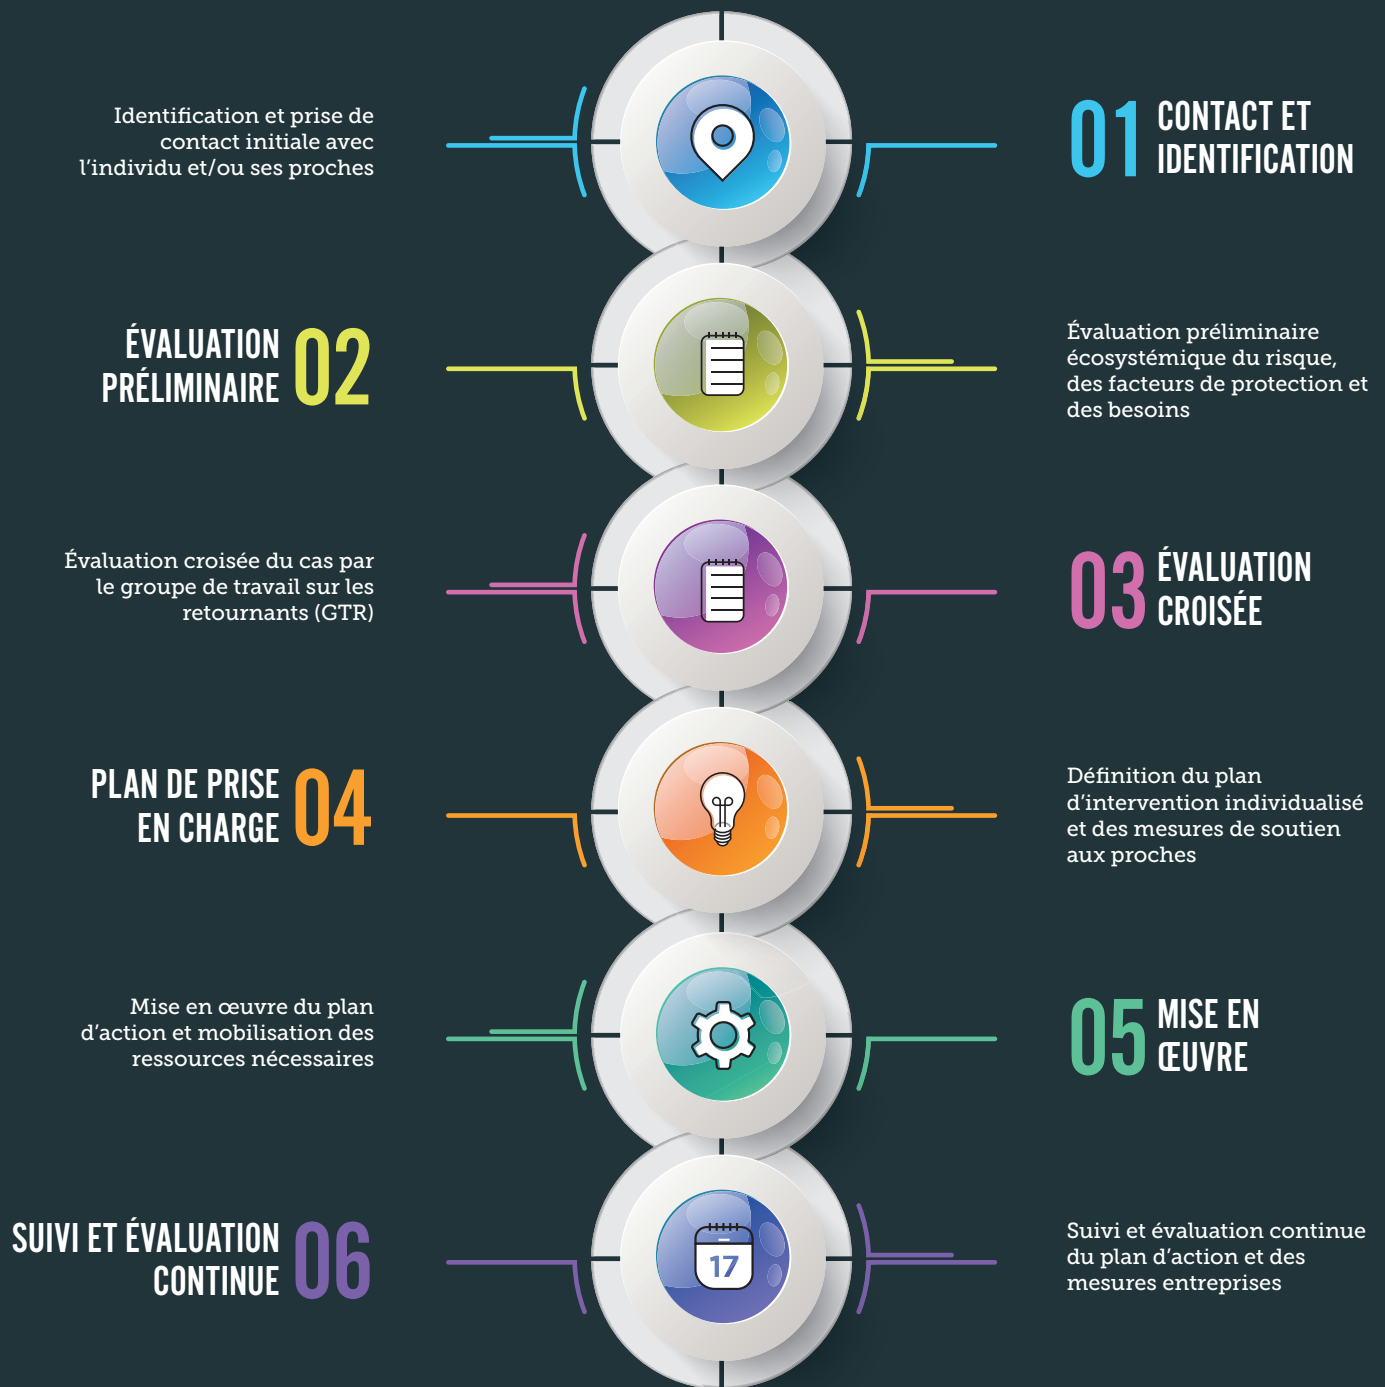 01
CONTACT ET
IDENTIFICATION
Identification et prise de
contact initiale avec
l’individu et/ou ses proches
ÉVALUATION
PRÉLIMINAIRE
02
Évaluation préliminaire
écosystémique du risque,
des facteurs de protection et
des besoins
03
ÉVALUATION
CROISÉE
Évaluation croisée du cas par
le groupe de travail sur les
retournants (GTR)
PLAN DE PRISE
EN CHARGE
04
Définition du plan
d’intervention individualisé
et des mesures de soutien
aux proches
05
MISE EN
ŒUVRE
Mise en œuvre du plan
d’action et mobilisation des
ressources nécessaires
SUIVI ET ÉVALUATION
CONTINUE
06
17
Suivi et évaluation continue
du plan d’action et des
mesures entreprises